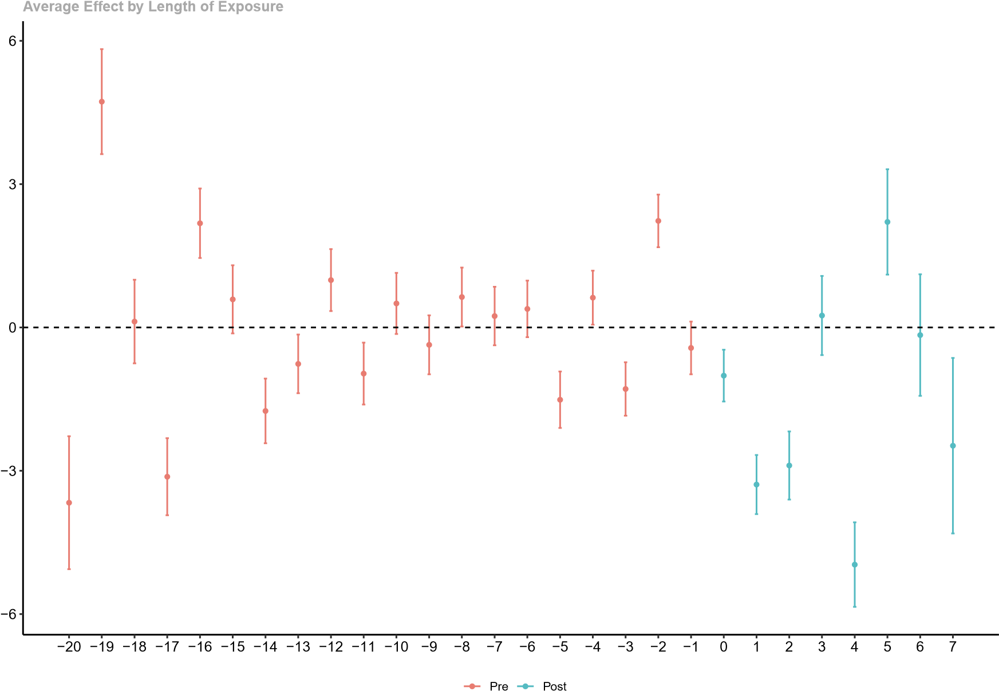 Average Effect by Length of Exposure
6
3
0
−3
−6
−20 −19 −18 −17 −16 −15 −14 −13 −12 −11 −10 −9 −8 −7 −6 −5 −4 −3 −2 −1 0 1 2 3 4 5 6 7
Pre Post